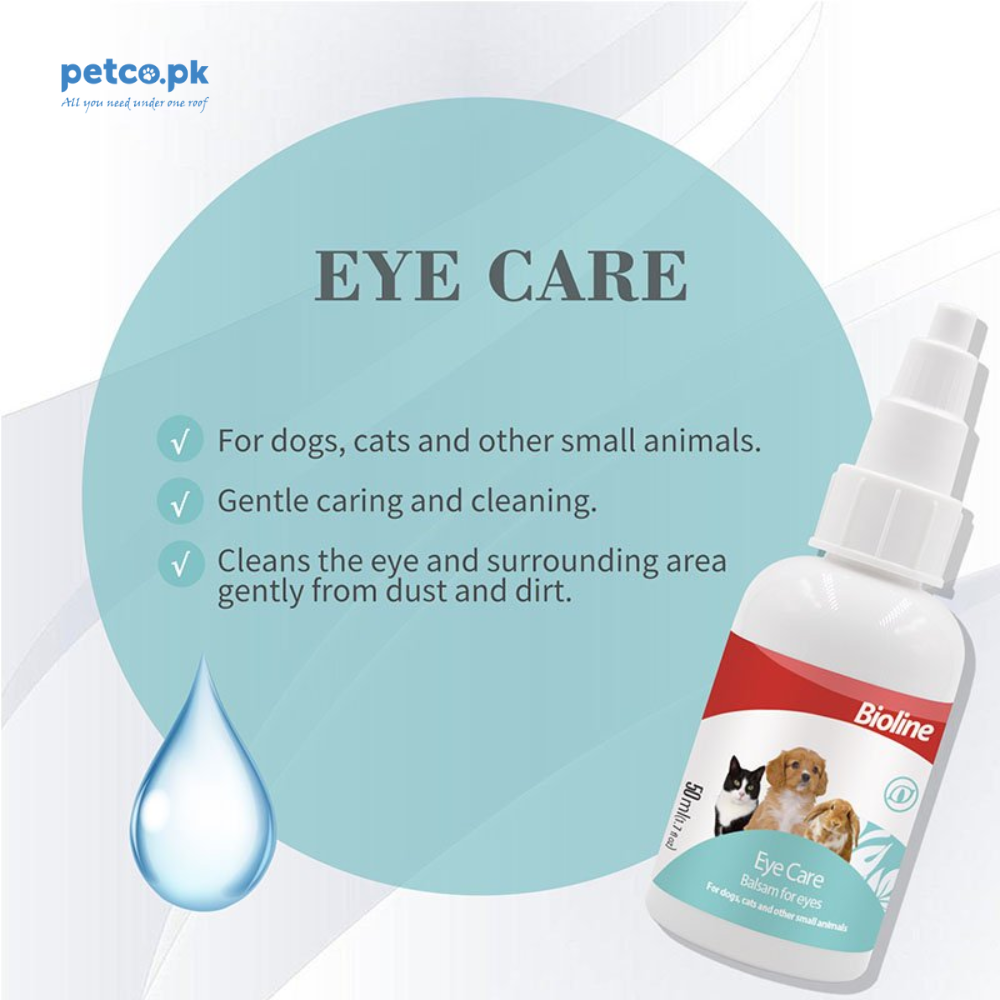 petco.pk
All you need under one roof
EYE CARE
√ For dogs, cats and other small animals.
√ Gentle caring and cleaning.
√ Cleans the eye and surrounding area
gently from dust and dirt.
Bioline
50ml(1.7 fl oz)
Eye Care
Balsam for eyes
For dogs, cats and other small animals